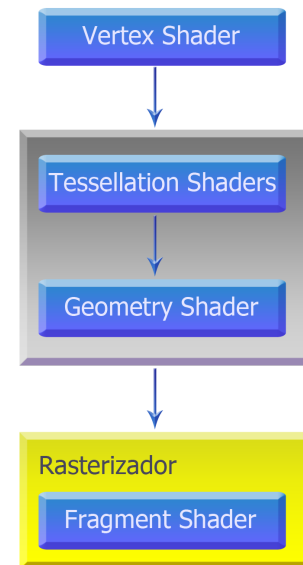 Vertex Shader
Tessellation Shaders
Geometry Shader
Rasterizador
Fragment Shader